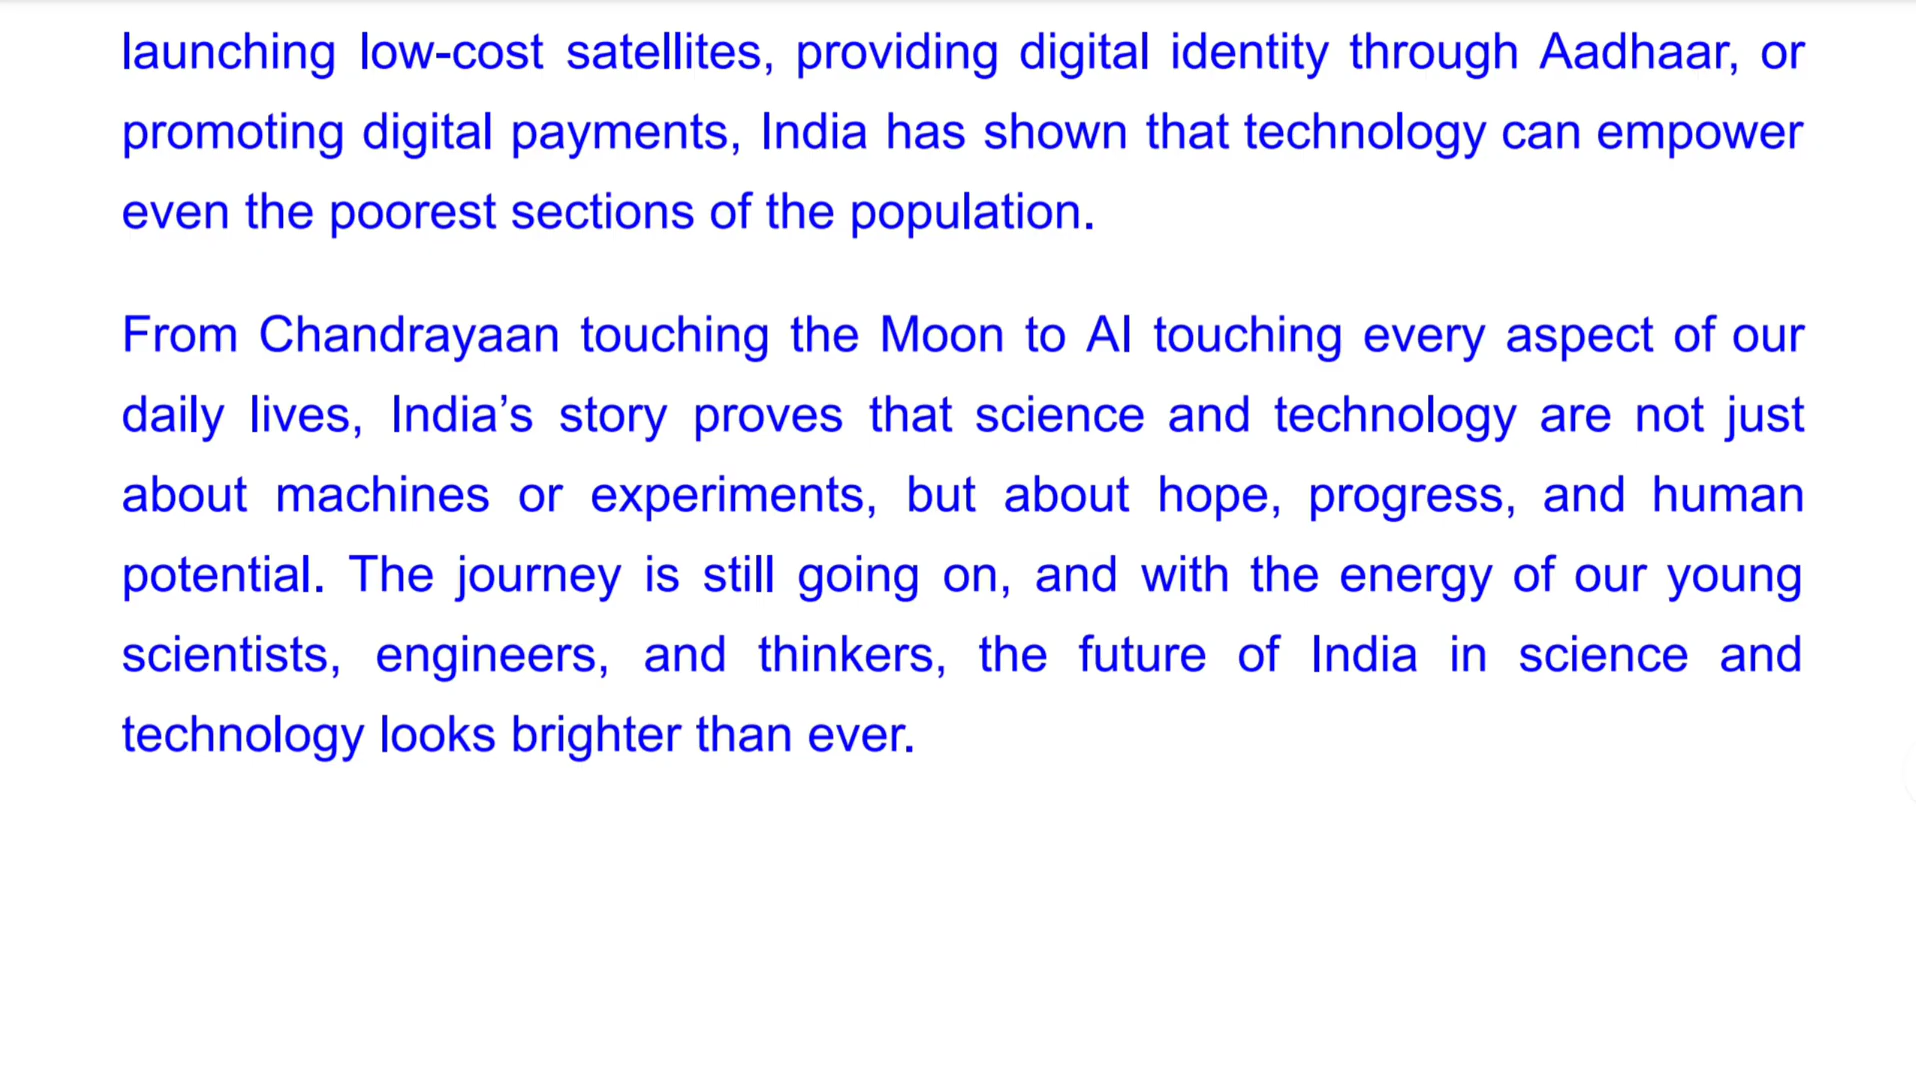 launching low-cost satellites, providing digital identity through Aadhaar, or
promoting digital payments, India has shown that technology can empower
even the poorest sections of the population.
From Chandrayaan touching the Moon to AI touching every aspect of our
daily lives, India’s story proves that science and technology are not just
about machines or experiments, but about hope, progress, and human
potential. The journey is still going on, and with the energy of our young
scientists, engineers, and thinkers, the future of India in science and
technology looks brighter than ever.